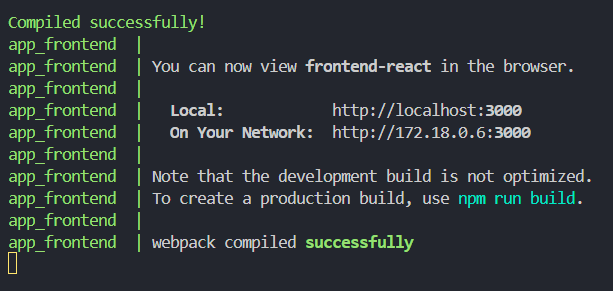 Compiled successfully!
app_frontend |
app_frontend | You can now view frontend-react in the browser.
app_frontend |
app_frontend | Local: http://localhost:3000
app_frontend | On Your Network: http://172.18.0.6:3000
app_frontend |
app_frontend | Note that the development build is not optimized.
app_frontend | To create a production build, use npm run build.
app_frontend |
app_frontend | webpack compiled successfully